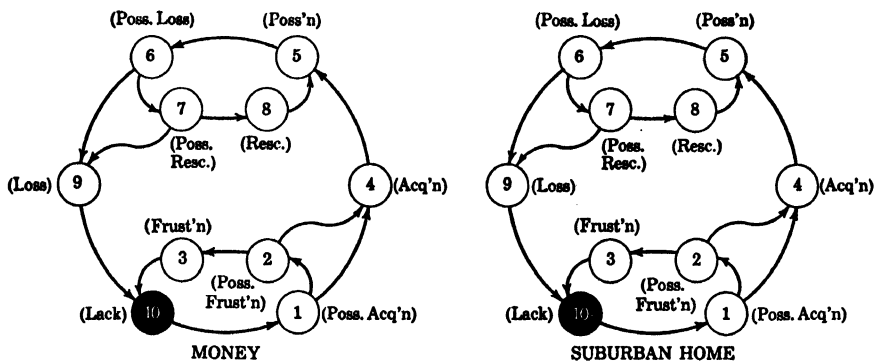 (Poss. Loss) (Poss'n) (Poss. Loss) (Poss'n)
6 5 6 5
7 8 7 8
(Poss. Resc.) (Resc.) (Poss. Resc.) (Resc.)
(Loss) 9 4 (Acq'n) 9 (Loss) 4 (Acq'n)
(Frust'n) (Frust'n)
3 2 3 2
(Poss. Frust'n) (Poss. Frust'n)
(Lack) 10 1 (Poss. Acq'n) (Lack) 10 1 (Poss. Acq'n)
MONEY SUBURBAN HOME